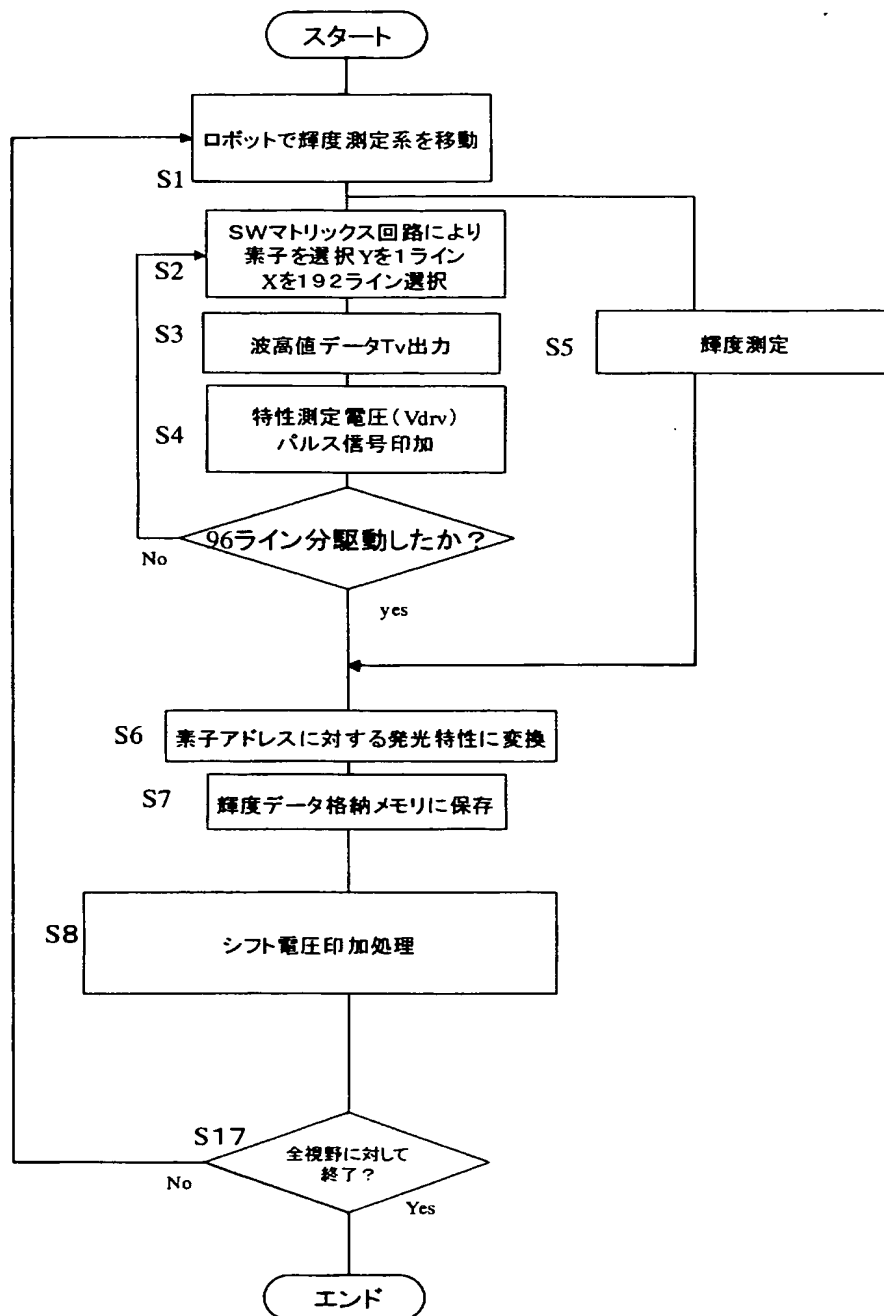 スタート
ロボットで輝度測定系を移動
S1
SWマトリックス回路により
素子を選択Yを1ライン
Xを192ライン選択
S2
S3
波高値データTv出力
S5
輝度測定
S4
特性測定電圧(Vdrv)
パルス信号印加
96ライン分駆動したか?
No
yes
S6
素子アドレスに対する発光特性に変換
S7
輝度データ格納メモリに保存
S8
シフト電圧印加処理
S17
全視野に対して
終了?
No
Yes
エンド